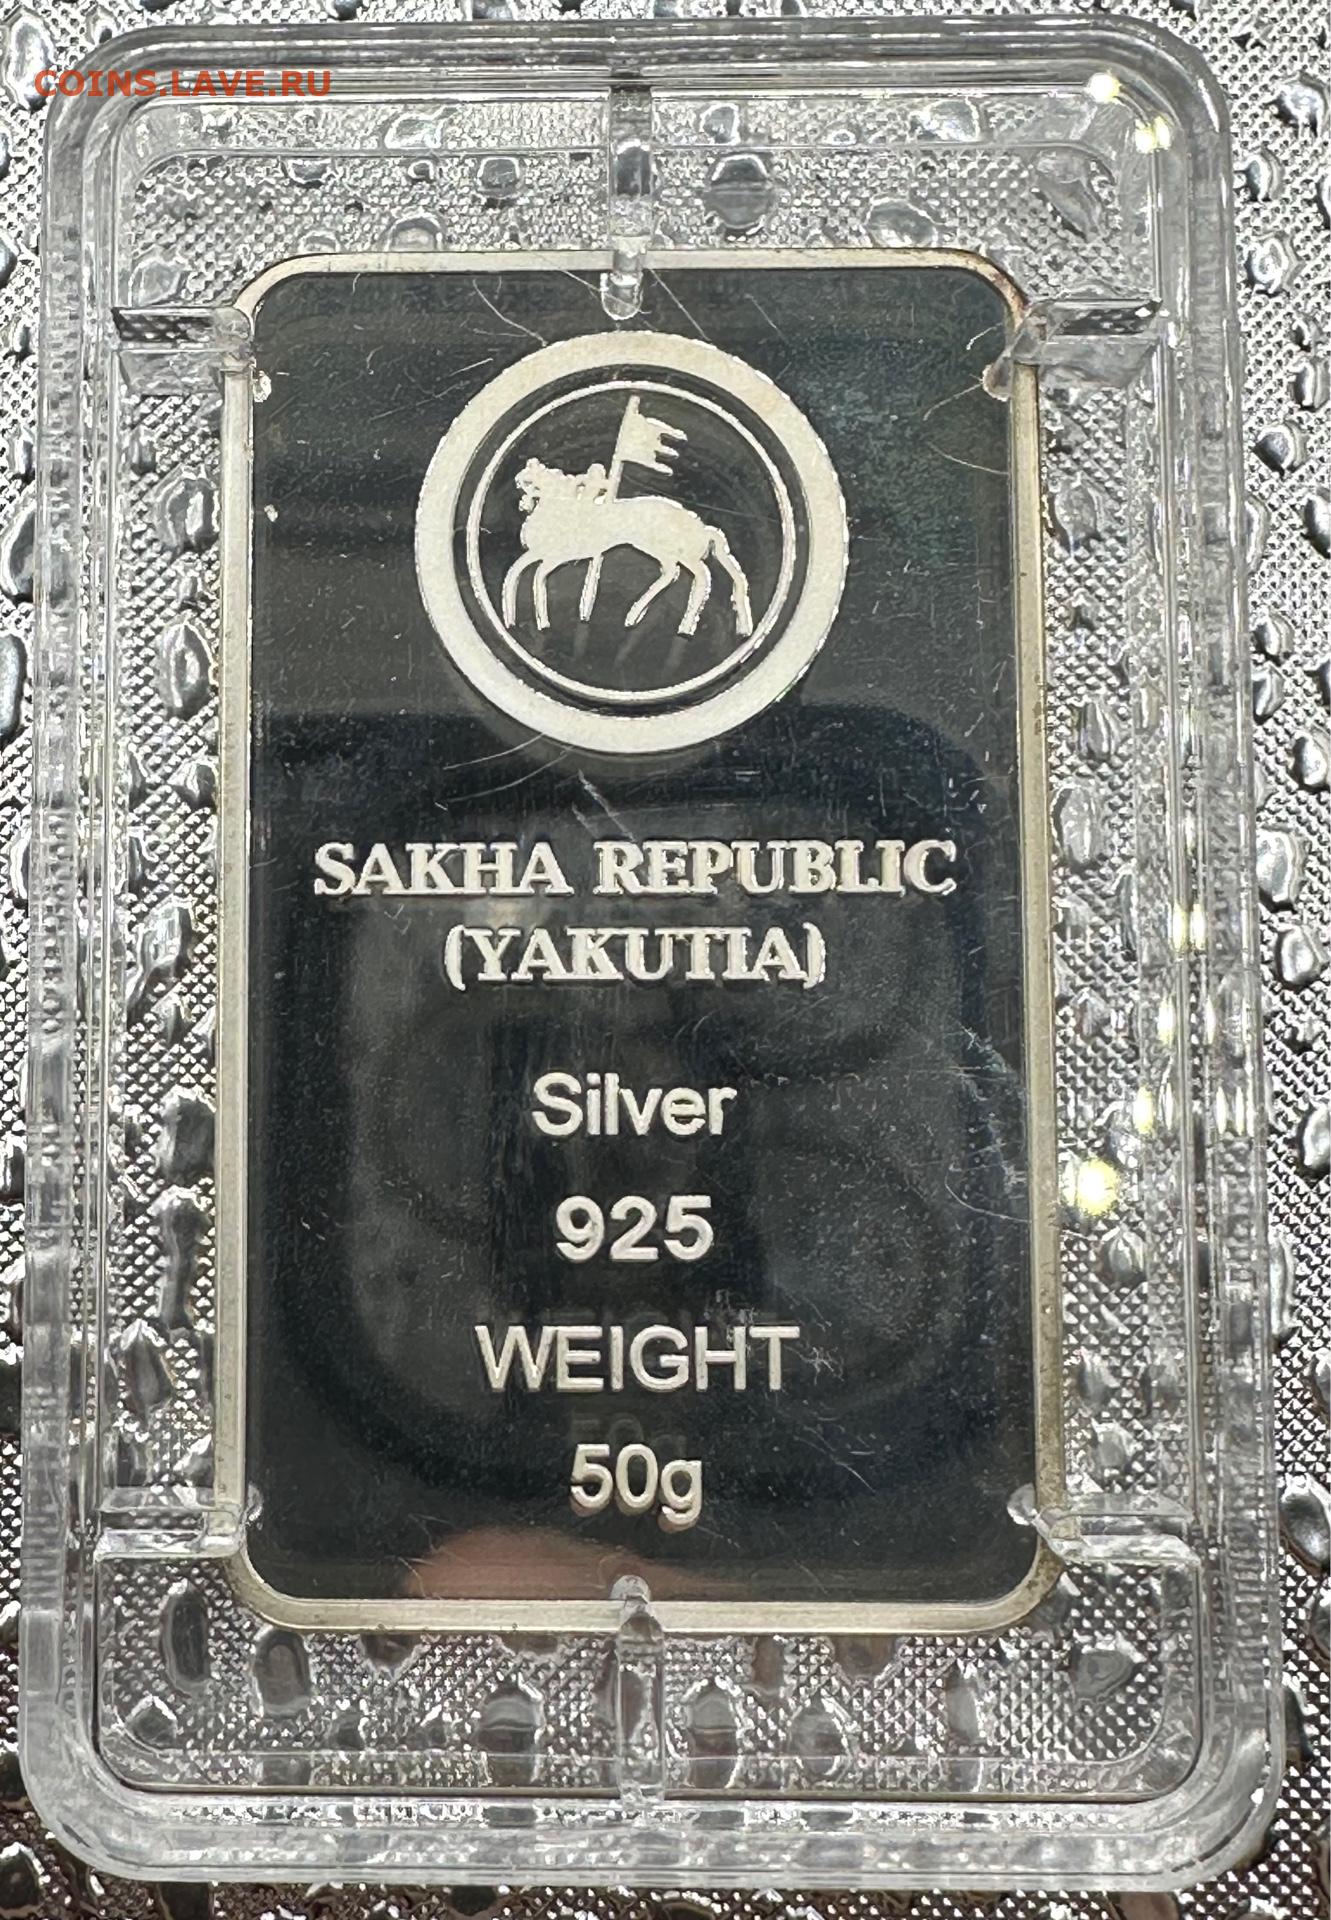 COINS.LAVE.RU
SAKHA REPUBLIC
(YAKUTIA)
Silver
925
WEIGHT
50g